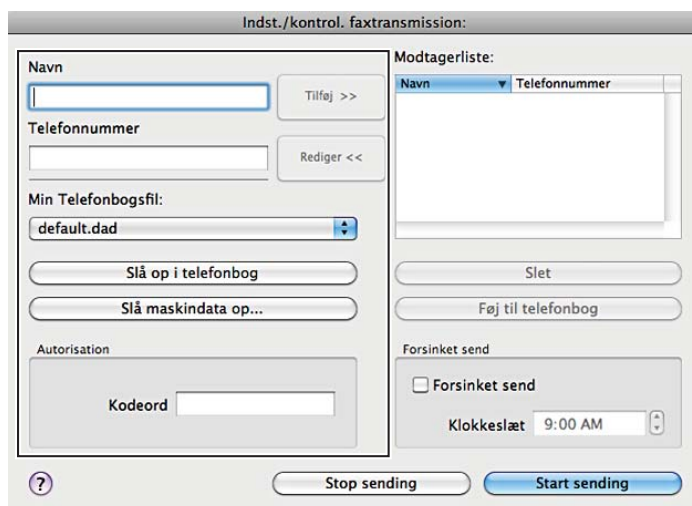 Indst./kontrol. faxtransmission:
Navn
Tilføj >>
Telefonnummer
Rediger <<
Min Telefonbogsfil:
default.dad
Slå op i telefonbog
Slå maskindata op...
Autorisation
Kodeord
Modtagerliste:
Navn Telefonnummer
Slet
Føj til telefonbog
Forsinket send
Forsinket send
Klokkeslæt 9:00 AM
?
Stop sending
Start sending